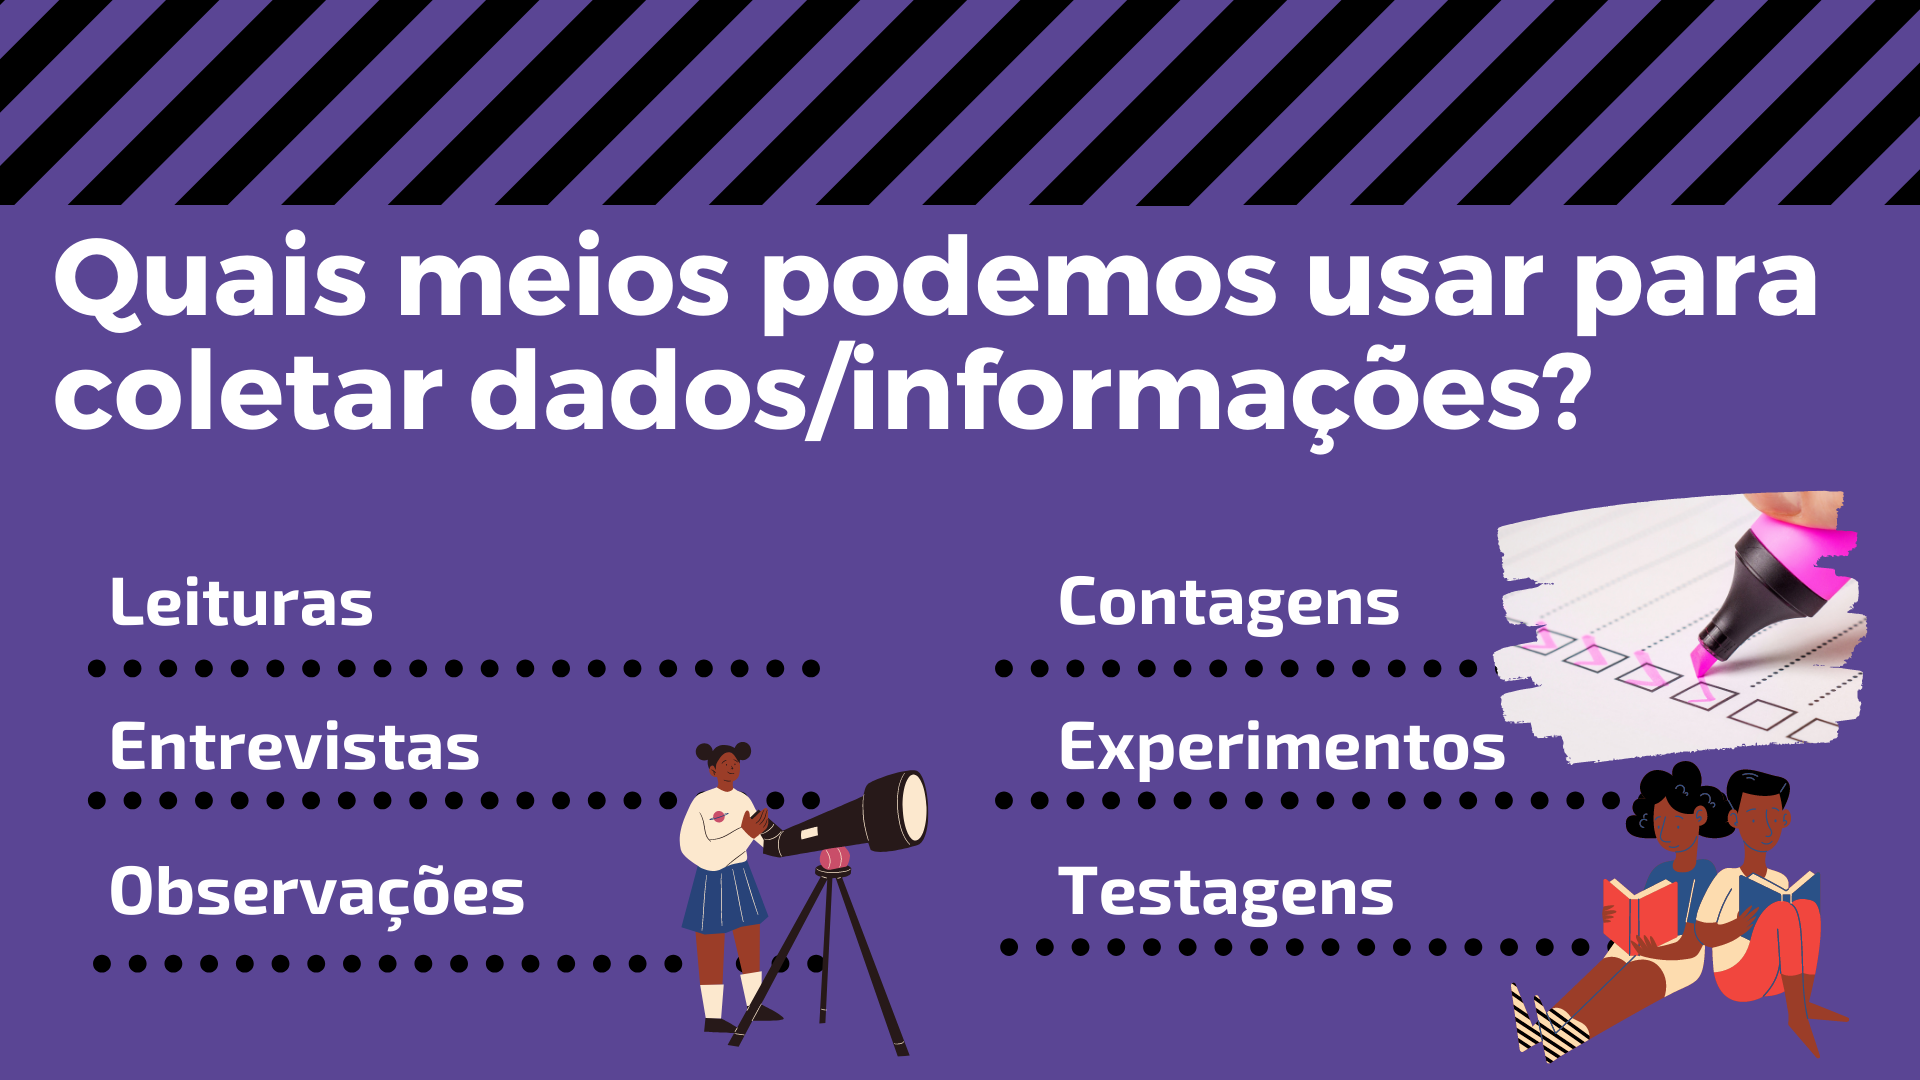 Quais meios podemos usar para
coletar dados/informações?
Leituras
Entrevistas
Observações
Contagens
Experimentos
Testagens